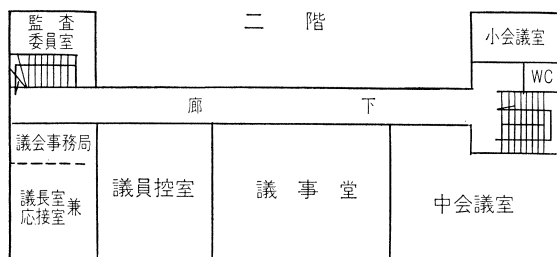 二階
監査
委員室
小会議室
WC
廊下
議会事務局
議長室
応接室
兼
議員控室
議事堂
中会議室